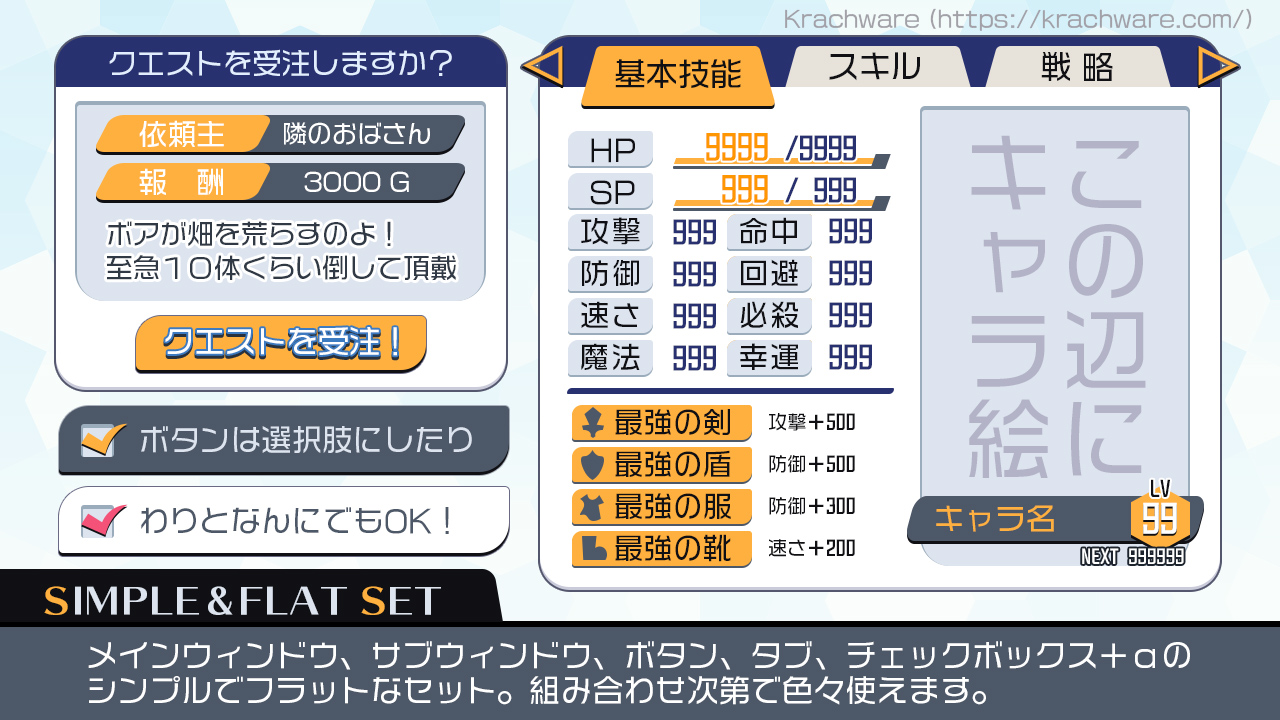 Krachware (https://krachware.com/)
クエストを受注しますか？
依頼主 隣のおばさん
報　酬 3000 G
ボアが畑を荒らすのよ！
至急１０体くらい倒して頂戴
クエストを受注！
ボタンは選択肢にしたり
わりとなんにでもOK！
基本技能 スキル 戦 略
HP 9999 /9999
SP 999 / 999
攻撃 999 命中 999
防御 999 回避 999
速さ 999 必殺 999
魔法 999 幸運 999
最強の剣 攻撃+500
最強の盾 防御+500
最強の服 防御+300
最強の靴 速さ+200
この辺に
キャラ絵
キャラ名
LV
99
NEXT 999999
SIMPLE & FLAT SET
メインウィンドウ、サブウィンドウ、ボタン、タブ、チェックボックス＋αの
シンプルでフラットなセット。組み合わせ次第で色々使えます。